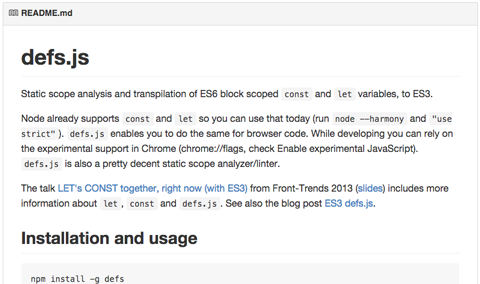 README.md
defs.js
Static scope analysis and transpilation of ES6 block scoped const and let variables, to ES3.
Node already supports const and let so you can use that today (run node --harmony and "use
strict" ). defs.js enables you to do the same for browser code. While developing you can rely on
the experimental support in Chrome (chrome://flags, check Enable experimental JavaScript).
defs.js is also a pretty decent static scope analyzer/linter.
The talk LET's CONST together, right now (with ES3) from Front-Trends 2013 (slides) includes more
information about let , const and defs.js . See also the blog post ES3 defs.js.
Installation and usage
npm install -g defs